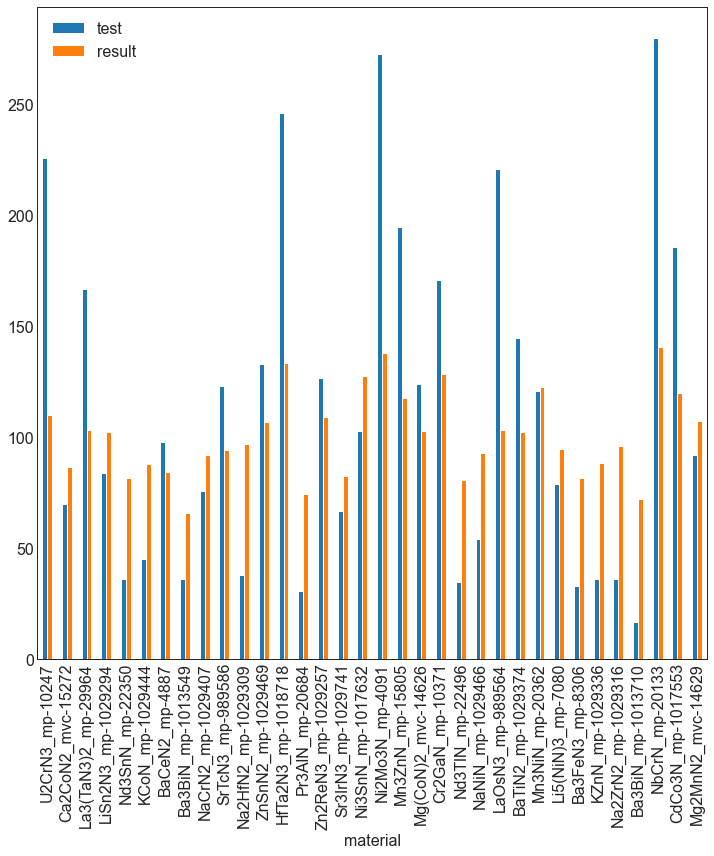 test
result
250
200
150
100
50
0
U2CrN3_mp-10247
Ca2CoN2_mvc-15272
La3(TaN3)2_mp-29964
LiSn2N3_mp-1029294
Nd3SnN_mp-22350
KCoN_mp-1029444
BaCeN2_mp-4887
Ba3BiN_mp-1013549
NaCrN2_mp-1029407
SrTcN3_mp-989586
Na2HfN2_mp-1029309
ZnSnN2_mp-1029469
HfTa2N3_mp-1018718
Pr3AlN_mp-20684
Zn2ReN3_mp-1029257
Sr3IrN3_mp-1029741
Ni3SnN_mp-1017632
Ni2Mo3N_mp-4091
Mn3ZnN_mp-15805
Mg(CoN)2_mvc-14626
Cr2GaN_mp-10371
Nd3TlN_mp-22496
NaNiN_mp-1029466
LaOsN3_mp-989564
BaTiN2_mp-1029374
Mn3NiN_mp-20362
Li5(NiN)3_mp-7080
Ba3FeN3_mp-8306
KZnN_mp-1029336
Na2ZrN2_mp-1029316
Ba3BiN_mp-1013710
NbCrN_mp-20133
CdCo3N_mp-1017553
Mg2MnN2_mvc-14629
material